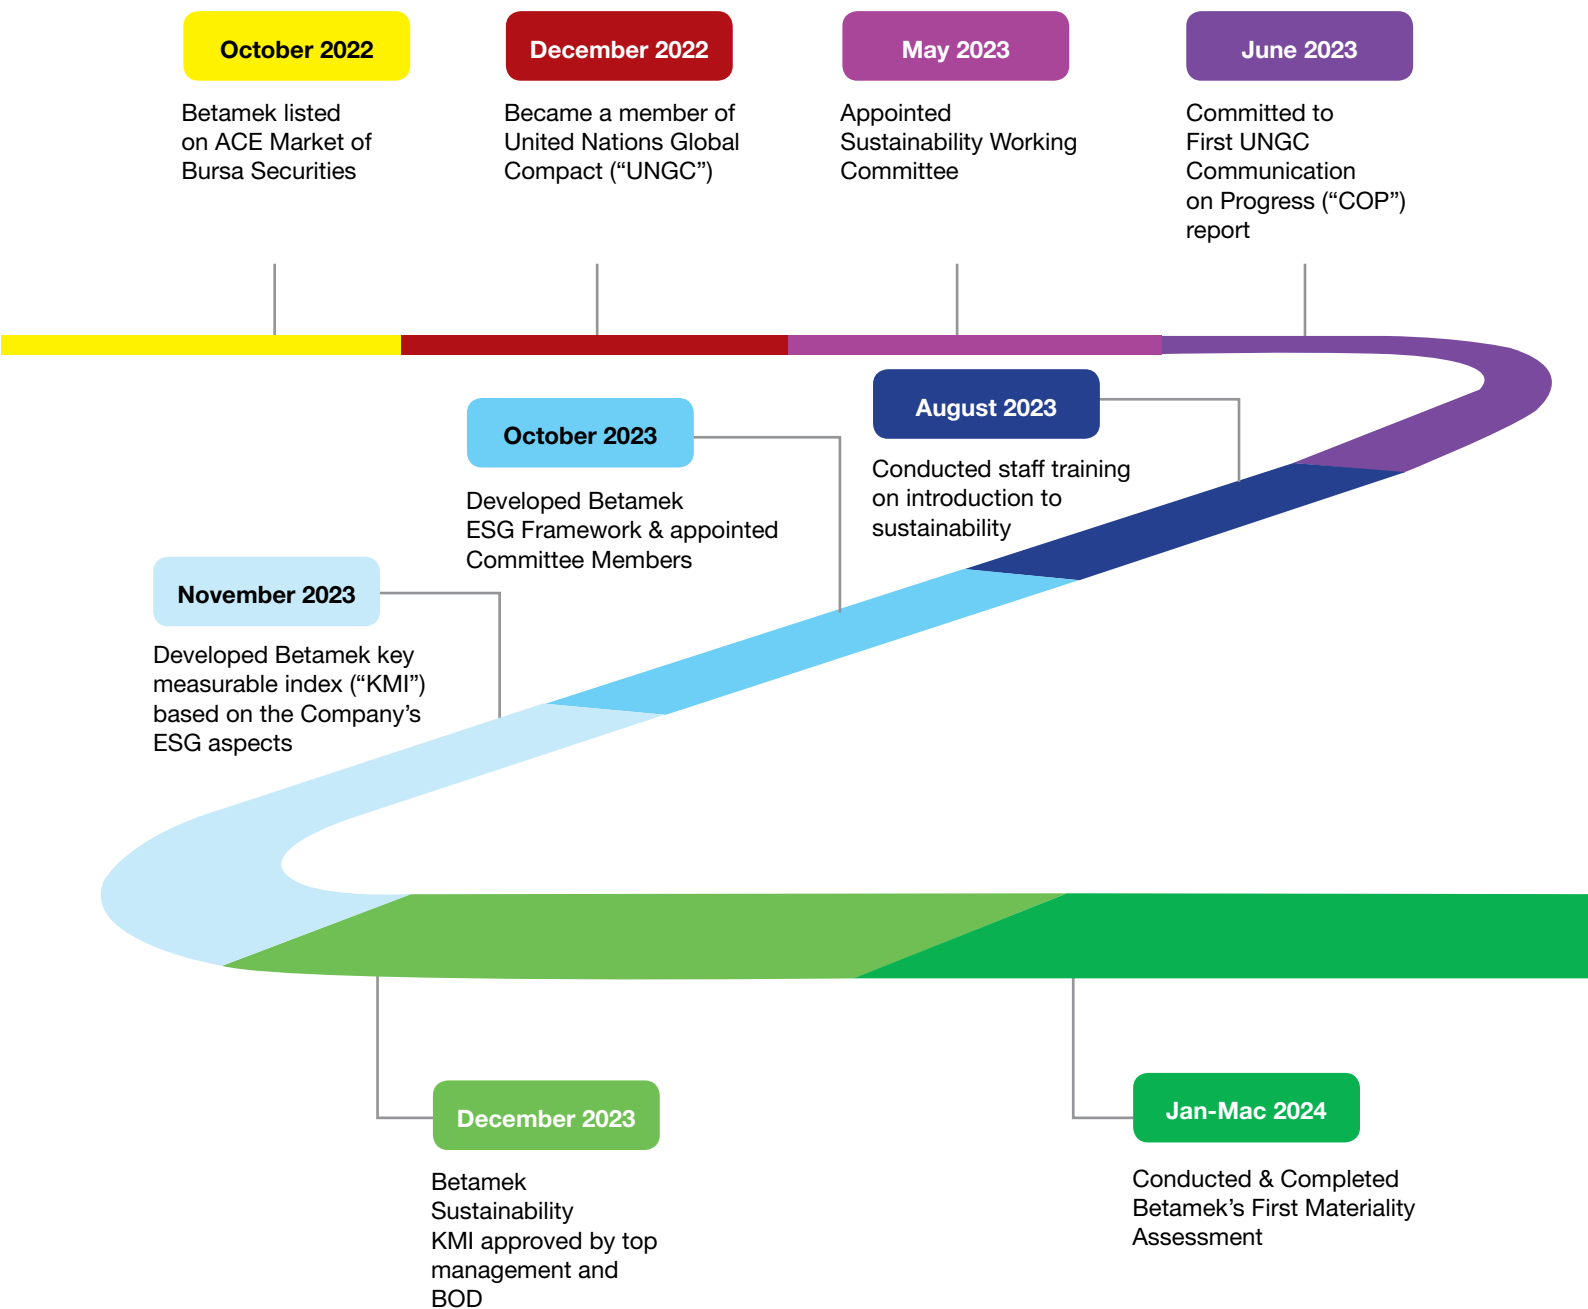 October 2022
Betamek listed
on ACE Market of
Bursa Securities
December 2022
Became a member of
United Nations Global
Compact (“UNGC”)
May 2023
Appointed
Sustainability Working
Committee
June 2023
Committed to
First UNGC
Communication
on Progress (“COP”)
report
August 2023
Conducted staff training
on introduction to
sustainability
October 2023
Developed Betamek
ESG Framework & appointed
Committee Members
November 2023
Developed Betamek key
measurable index (“KMI”)
based on the Company’s
ESG aspects
December 2023
Betamek
Sustainability
KMI approved by top
management and
BOD
Jan-Mac 2024
Conducted & Completed
Betamek’s First Materiality
Assessment